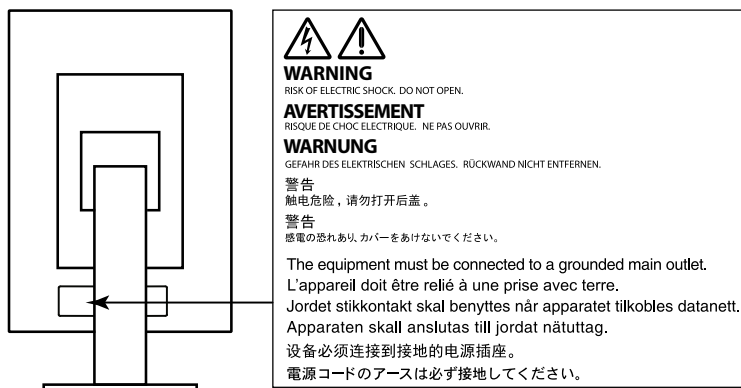 WARNING
RISK OF ELECTRIC SHOCK. DO NOT OPEN.
AVERTISSEMENT
RISQUE DE CHOC ELECTRIQUE. NE PAS OUVRIR.
WARNUNG
GEFAHR DES ELEKTRISCHEN SCHLAGES. RÜCKWAND NICHT ENTFERNEN.
警告
触电危险，请勿打开后盖。
警告
感電の恐れあり、カバーをあけないでください。
The equipment must be connected to a grounded main outlet.
L'appareil doit être relié à une prise avec terre.
Jordet stikkontakt skal benyttes når apparatet tilkobles datanett.
Apparaten skall anslutas till jordat nätuttag.
设备必须连接到接地的电源插座。
電源コードのアースは必ず接地してください。